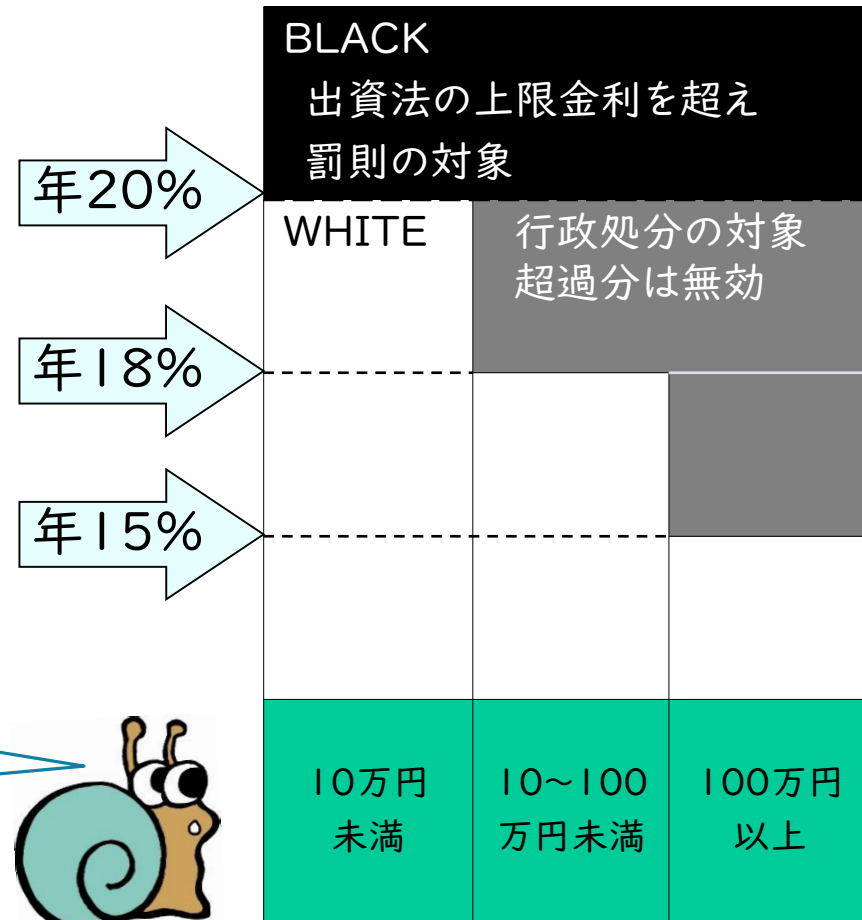 BLACK
出資法の上限金利を超え
罰則の対象
年20%
WHITE
行政処分の対象
超過分は無効
年18%
年15%
10万円
未満
10~100
万円未満
100万円
以上